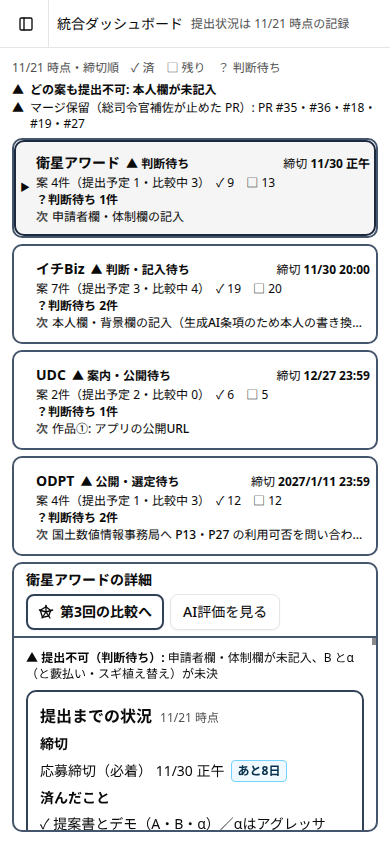 統合ダッシュボード 提出状況は 11/21 時点の記録
11/21 時点・締切順 ✓ 済 ☐ 残り ？ 判断待ち
▲ どの案も提出不可: 本人欄が未記入
▲ マージ保留（総司令官補佐が止めた PR）: PR #35・#36・#18・
#19・#27
▶ 衛星アワード ▲ 判断待ち 締切 11/30 正午
案 4件（提出予定 1・比較中 3） ✓ 9 ☐ 13
？判断待ち 1件
次 申請者欄・体制欄の記入
イチBiz ▲ 判断・記入待ち 締切 11/30 20:00
案 7件（提出予定 3・比較中 4） ✓ 19 ☐ 20
？判断待ち 2件
次 本人欄・背景欄の記入（生成AI条項のため本人の書き換…
UDC ▲ 案内・公開待ち 締切 12/27 23:59
案 2件（提出予定 2・比較中 0） ✓ 6 ☐ 5
？判断待ち 1件
次 作品①: アプリの公開URL
ODPT ▲ 公開・選定待ち 締切 2027/1/11 23:59
案 4件（提出予定 1・比較中 3） ✓ 12 ☐ 12
？判断待ち 2件
次 国土数値情報事務局へ P13・P27 の利用可否を問い合わ…
衛星アワードの詳細
第3回の比較へ AI評価を見る
▲ 提出不可（判断待ち）: 申請者欄・体制欄が未記入、B とα
（と藪払い・スギ植え替え）が未決
提出までの状況 11/21 時点
締切
応募締切（必着） 11/30 正午 あと8日
済んだこと
✓ 提案書とデモ（A・B・α）／αはアグレッサ